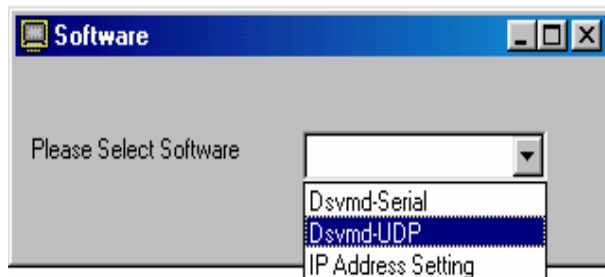 Software
Please Select Software
Dsvmd-Serial
Dsvmd-UDP
IP Address Setting